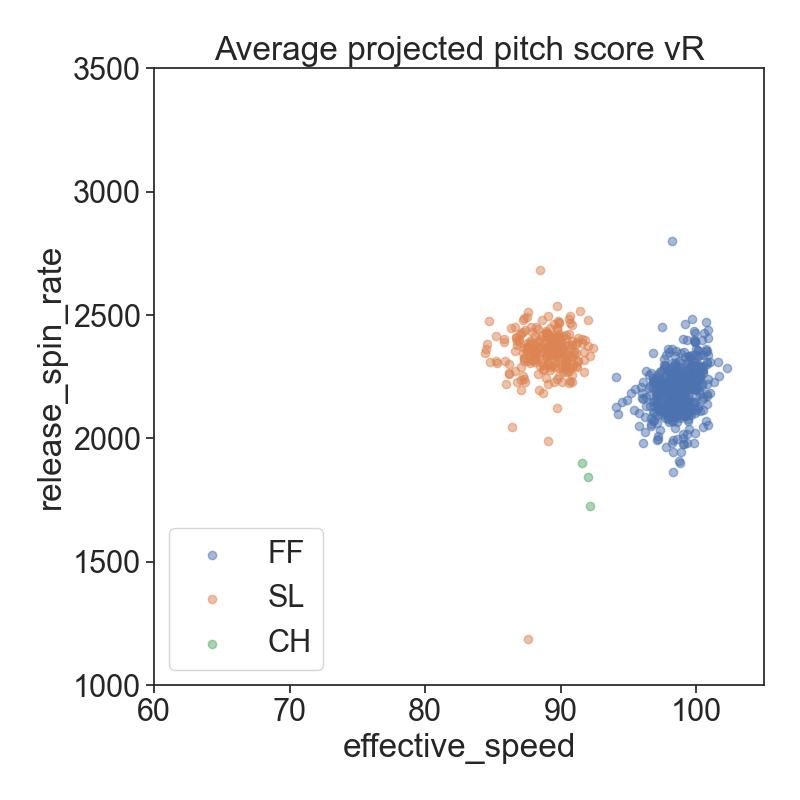 Average projected pitch score vR
3500
3000
2500
2000
1500
1000
release_spin_rate
FF
SL
CH
60 70 80 90 100
effective_speed